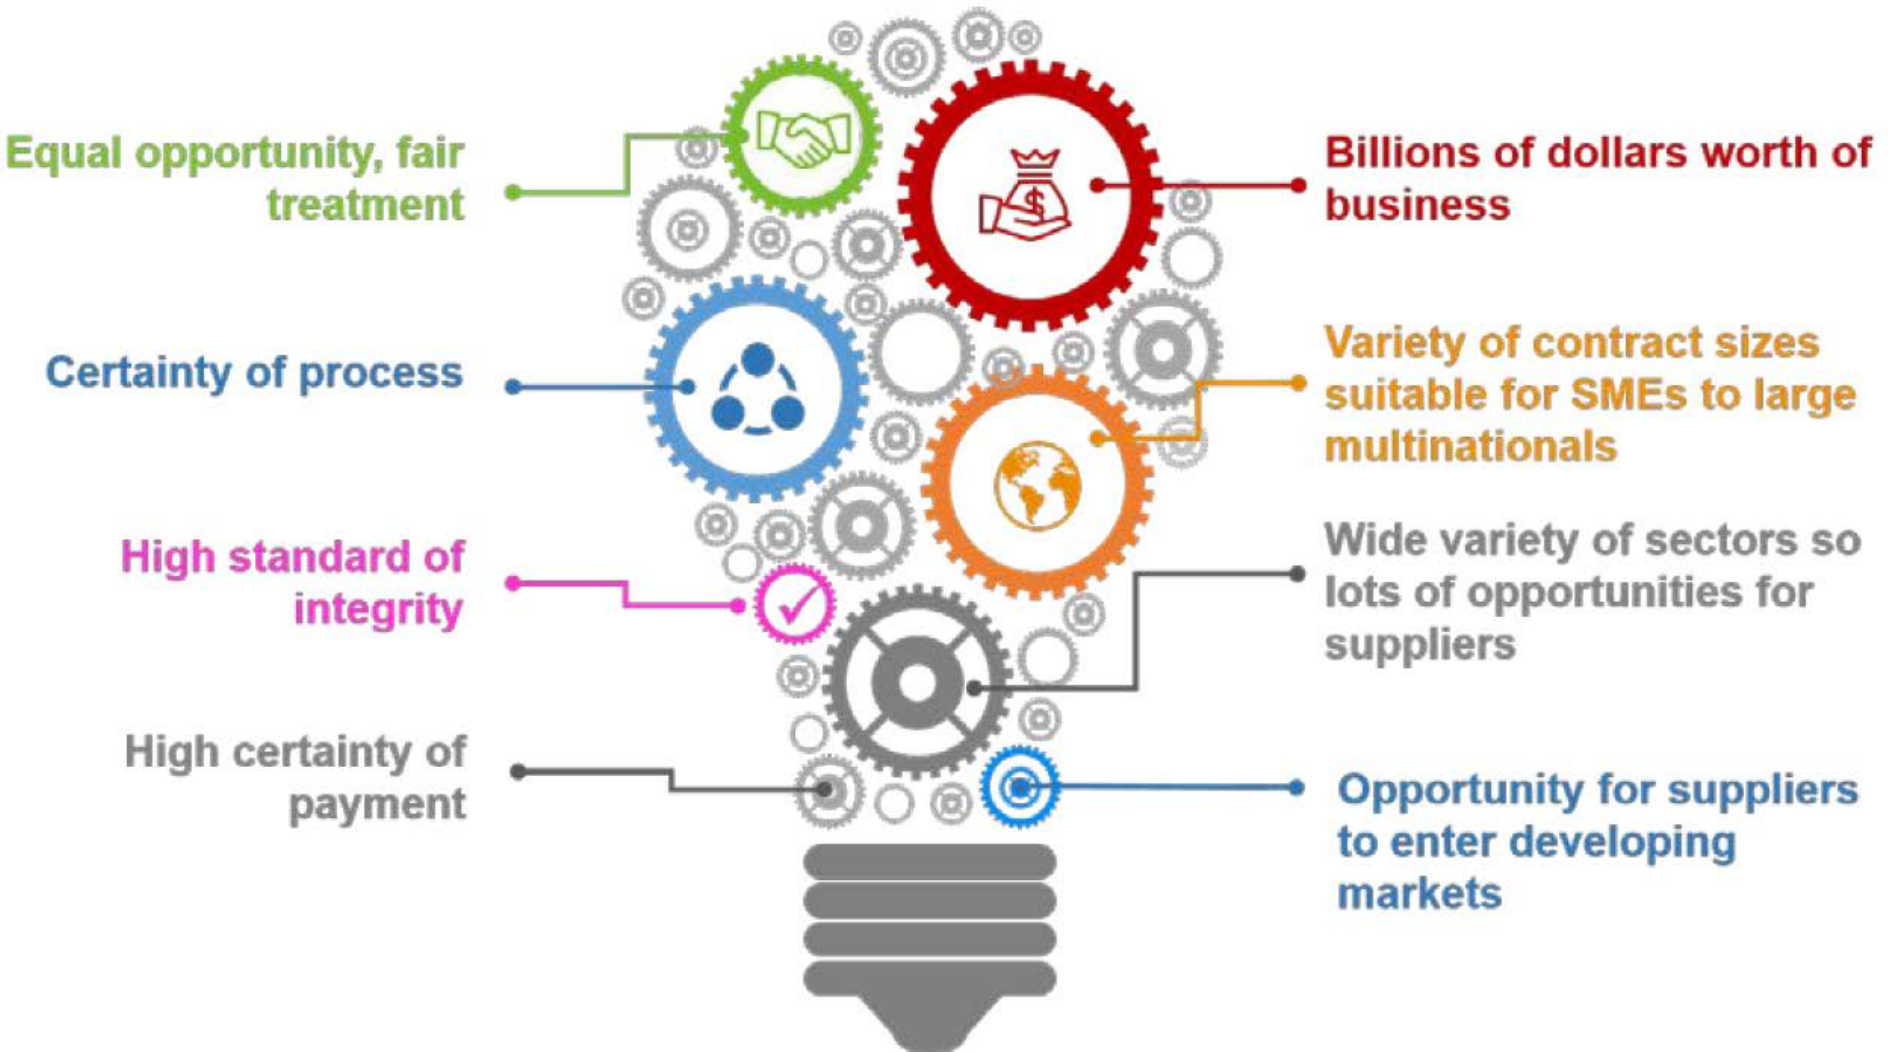 Equal opportunity, fair
treatment
Certainty of process
High standard of
integrity
High certainty of
payment
$
Billions of dollars worth of
business
Variety of contract sizes
suitable for SMEs to large
multinationals
Wide variety of sectors so
lots of opportunities for
suppliers
Opportunity for suppliers
to enter developing
markets